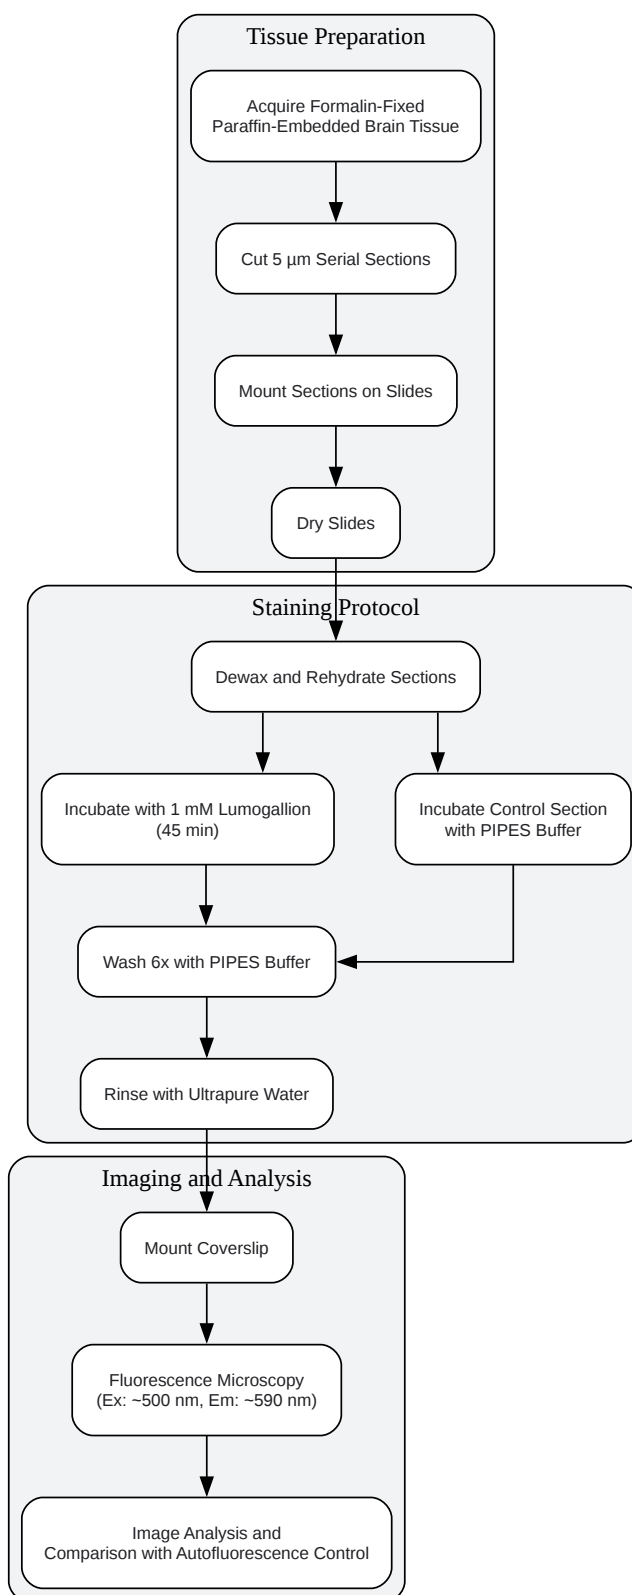 Tissue Preparation
Acquire Formalin-Fixed
Paraffin-Embedded Brain Tissue
Cut 5 µm Serial Sections
Mount Sections on Slides
Dry Slides
Staining Protocol
Dewax and Rehydrate Sections
Incubate with 1 mM Lumogallion
(45 min)
Incubate Control Section
with PIPES Buffer
Wash 6x with PIPES Buffer
Rinse with Ultrapure Water
Imaging and Analysis
Mount Coverslip
Fluorescence Microscopy
(Ex: ~500 nm, Em: ~590 nm)
Image Analysis and
Comparison with Autofluorescence Control